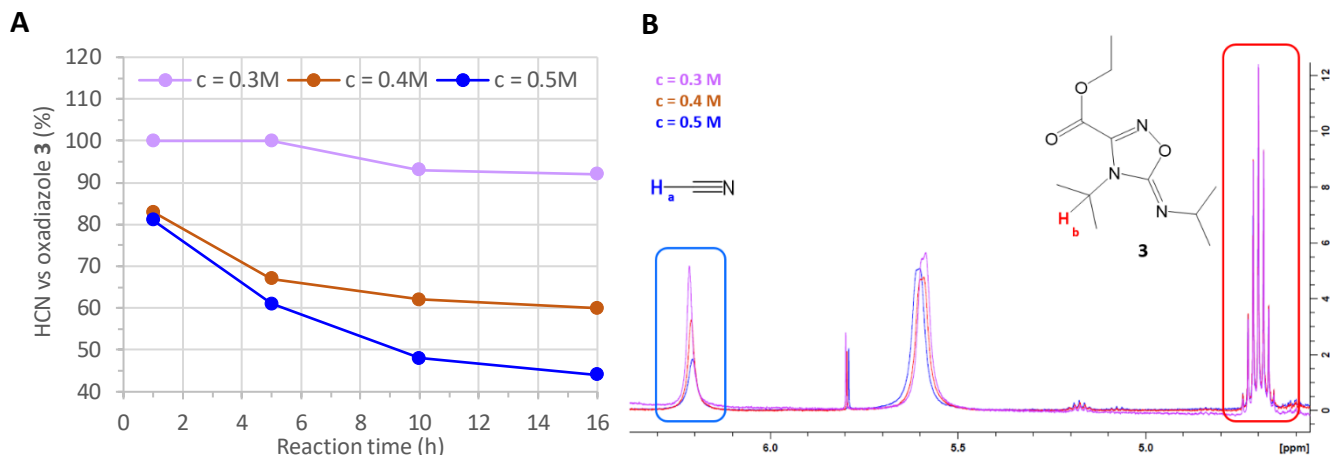 A
HCN vs oxadiazole 3 (%)
120
110
100
90
80
70
60
50
40
c = 0.3M
c = 0.4M
c = 0.5M
0 2 4 6 8 10 12 14 16
Reaction time (h)
B
c = 0.3 M
c = 0.4 M
c = 0.5 M
H
a
N
O
O
N
O
N
N
H
b
3
12
10
8
6
4
2
0
6.0 5.5 5.0 [ppm]